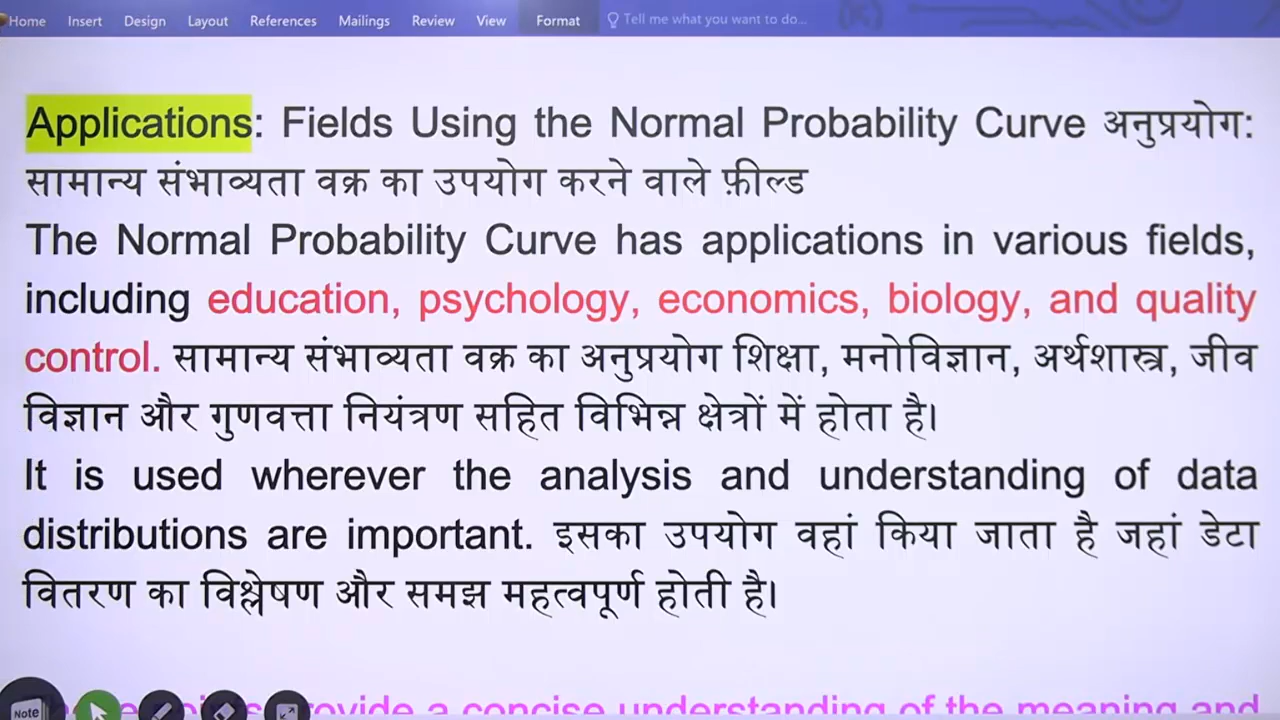 Home Insert Design Layout References Mailings Review View Format Tell me what you want to do...
Applications: Fields Using the Normal Probability Curve अनुप्रयोग:
सामान्य संभाव्यता वक्र का उपयोग करने वाले फ़ील्ड
The Normal Probability Curve has applications in various fields,
including education, psychology, economics, biology, and quality
control. सामान्य संभाव्यता वक्र का अनुप्रयोग शिक्षा, मनोविज्ञान, अर्थशास्त्र, जीव
विज्ञान और गुणवत्ता नियंत्रण सहित विभिन्न क्षेत्रों में होता है।
It is used wherever the analysis and understanding of data
distributions are important. इसका उपयोग वहां किया जाता है जहां डेटा
वितरण का विश्लेषण और समझ महत्वपूर्ण होती है।
provide a concise understanding of the meaning and
Note